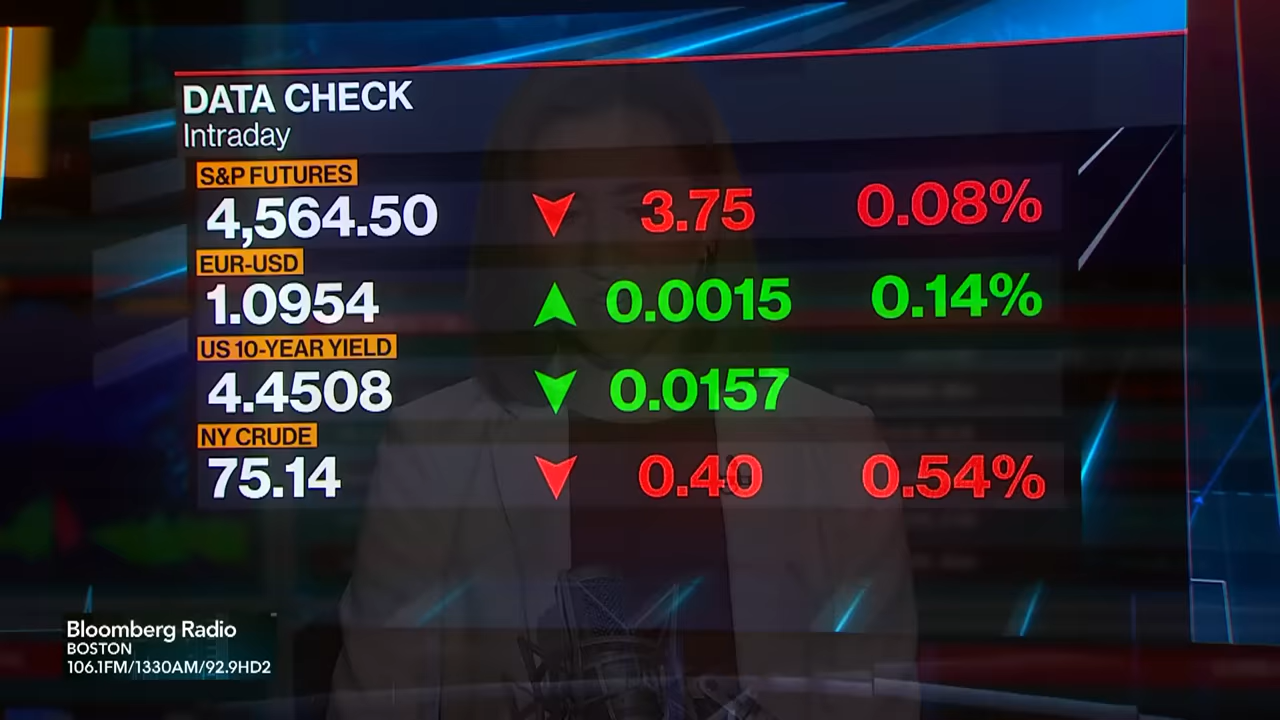 DATA CHECK
Intraday
S&P FUTURES
4,564.50 ▼ 3.75 0.08%
EUR-USD
1.0954 ▲ 0.0015 0.14%
US 10-YEAR YIELD
4.4508 ▼ 0.0157
NY CRUDE
75.14 ▼ 0.40 0.54%
Bloomberg Radio
BOSTON
106.1FM/1330AM/92.9HD2